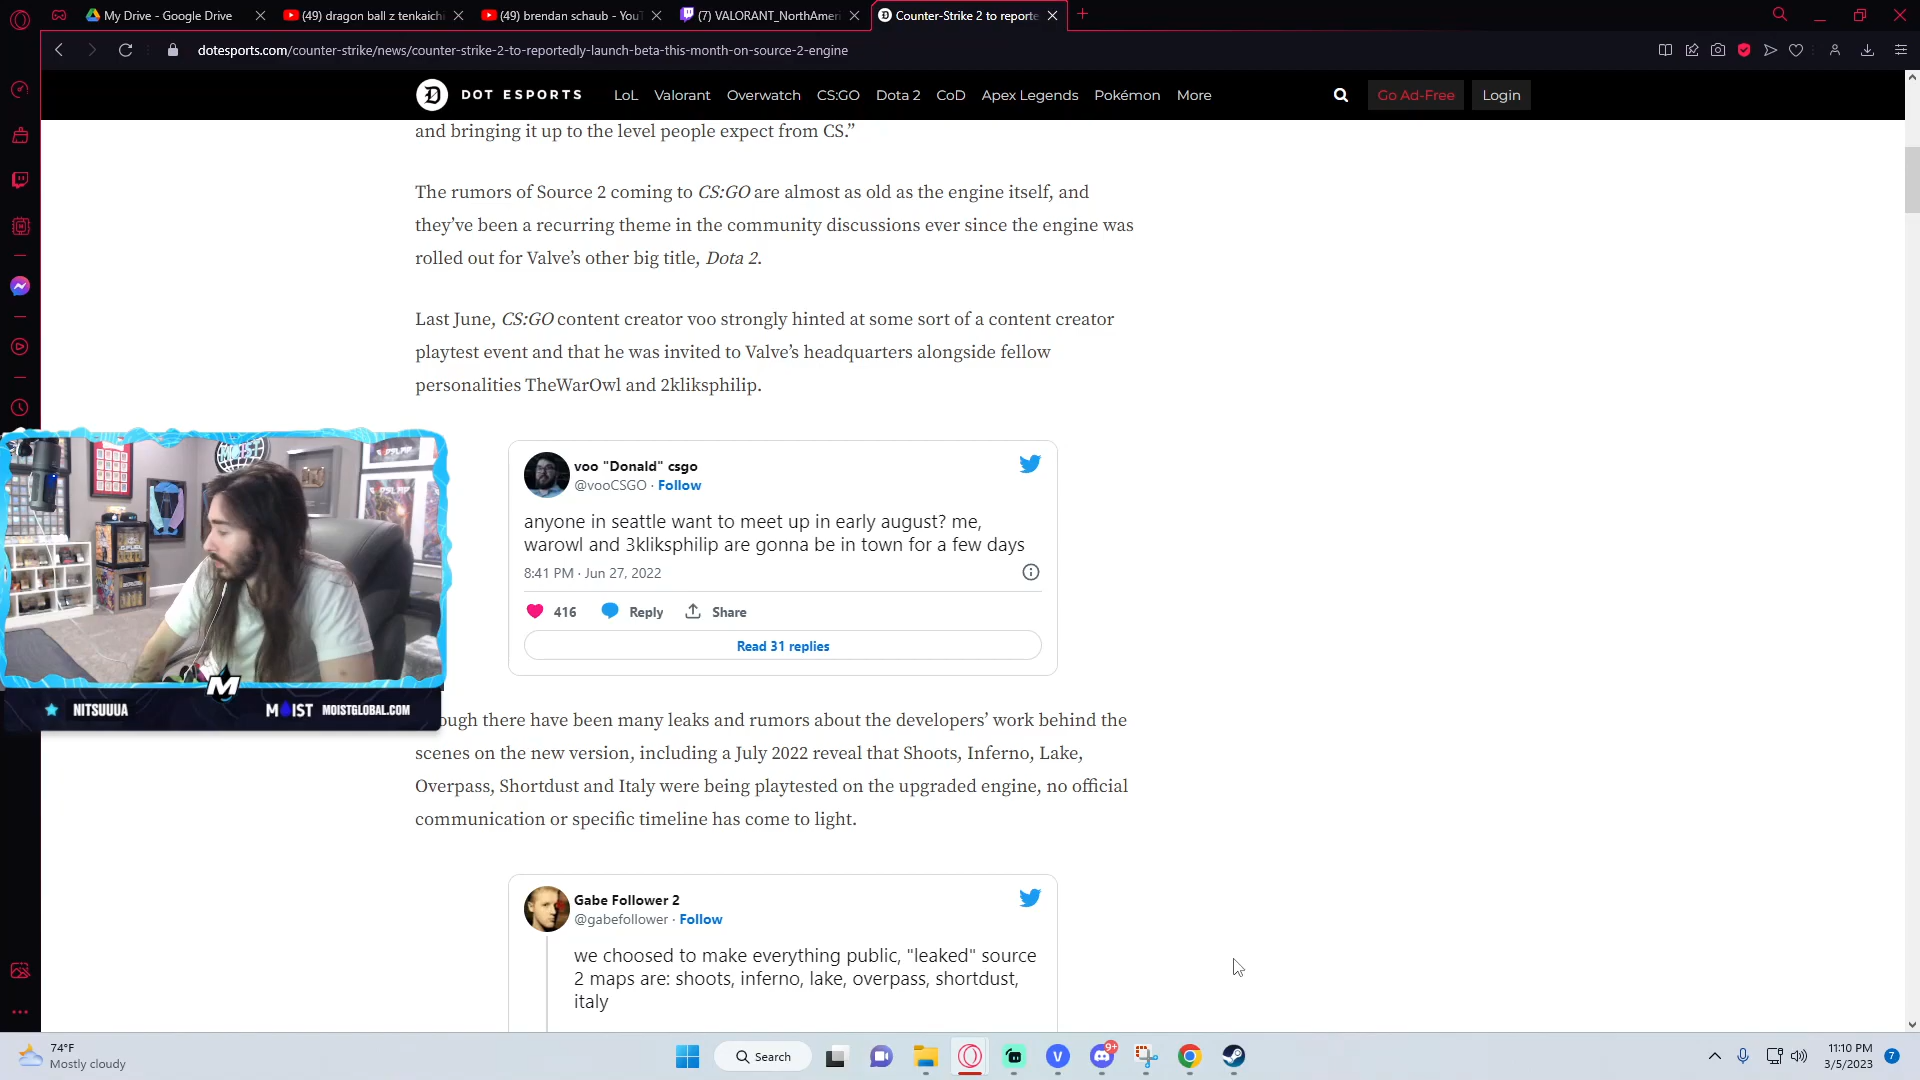 My Drive - Google Drive
(49) dragon ball z tenkaichi
(49) brendan schaub - YouT
(7) VALORANT_NorthAmeri
Counter-Strike 2 to reporte
dotesports.com/counter-strike/news/counter-strike-2-to-reportedly-launch-beta-this-month-on-source-2-engine
DOT ESPORTS
LoL Valorant Overwatch CS:GO Dota 2 CoD Apex Legends Pokémon More
Go Ad-Free
Login
and bringing it up to the level people expect from CS.”
The rumors of Source 2 coming to CS:GO are almost as old as the engine itself, and
they’ve been a recurring theme in the community discussions ever since the engine was
rolled out for Valve’s other big title, Dota 2.
Last June, CS:GO content creator voo strongly hinted at some sort of a content creator
playtest event and that he was invited to Valve’s headquarters alongside fellow
personalities TheWarOwl and 2kliksphilip.
voo "Donald" csgo
@vooCSGO · Follow
anyone in seattle want to meet up in early august? me,
warowl and 3kliksphilip are gonna be in town for a few days
8:41 PM · Jun 27, 2022
416 Reply Share
Read 31 replies
MOIST
M
NITSUUUA
MOIST MOISTGLOBAL.COM
ough there have been many leaks and rumors about the developers’ work behind the
scenes on the new version, including a July 2022 reveal that Shoots, Inferno, Lake,
Overpass, Shortdust and Italy were being playtested on the upgraded engine, no official
communication or specific timeline has come to light.
Gabe Follower 2
@gabefollower · Follow
we choosed to make everything public, "leaked" source
2 maps are: shoots, inferno, lake, overpass, shortdust,
italy
74°F
Mostly cloudy
Search
9+
11:10 PM
3/5/2023
7